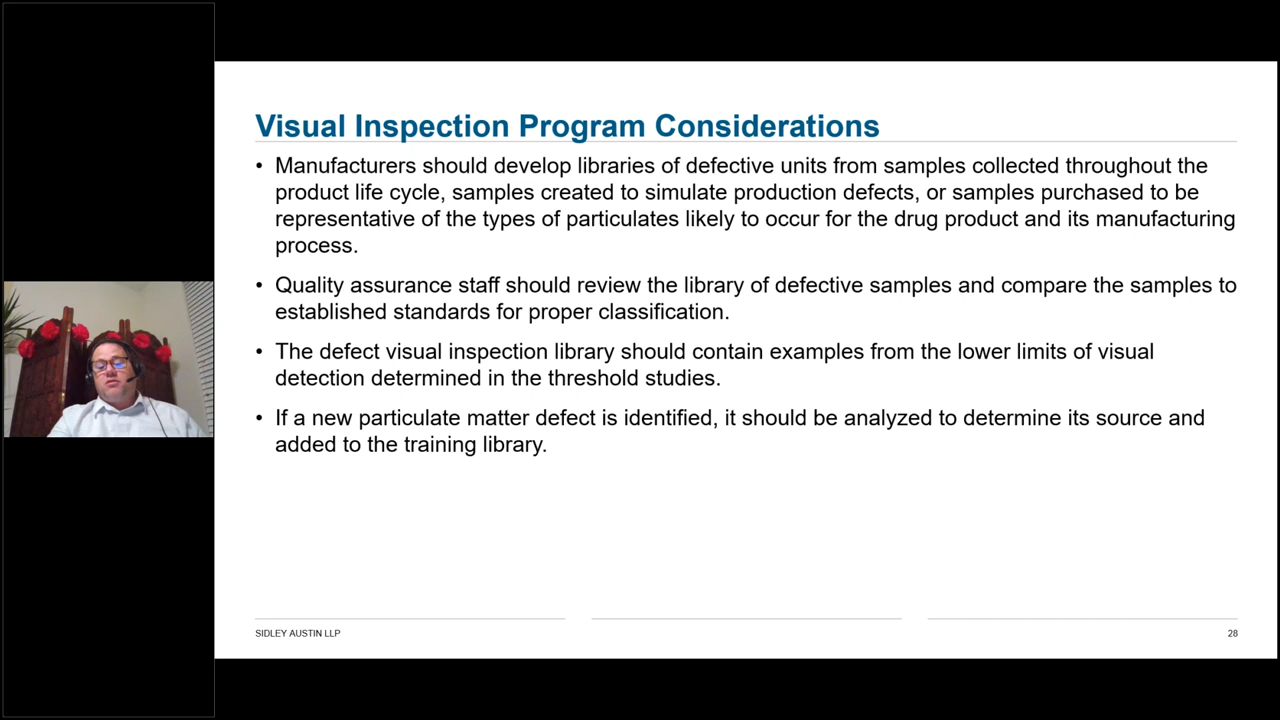 Visual Inspection Program Considerations
• Manufacturers should develop libraries of defective units from samples collected throughout the
product life cycle, samples created to simulate production defects, or samples purchased to be
representative of the types of particulates likely to occur for the drug product and its manufacturing
process.
• Quality assurance staff should review the library of defective samples and compare the samples to
established standards for proper classification.
• The defect visual inspection library should contain examples from the lower limits of visual
detection determined in the threshold studies.
• If a new particulate matter defect is identified, it should be analyzed to determine its source and
added to the training library.
SIDLEY AUSTIN LLP
28